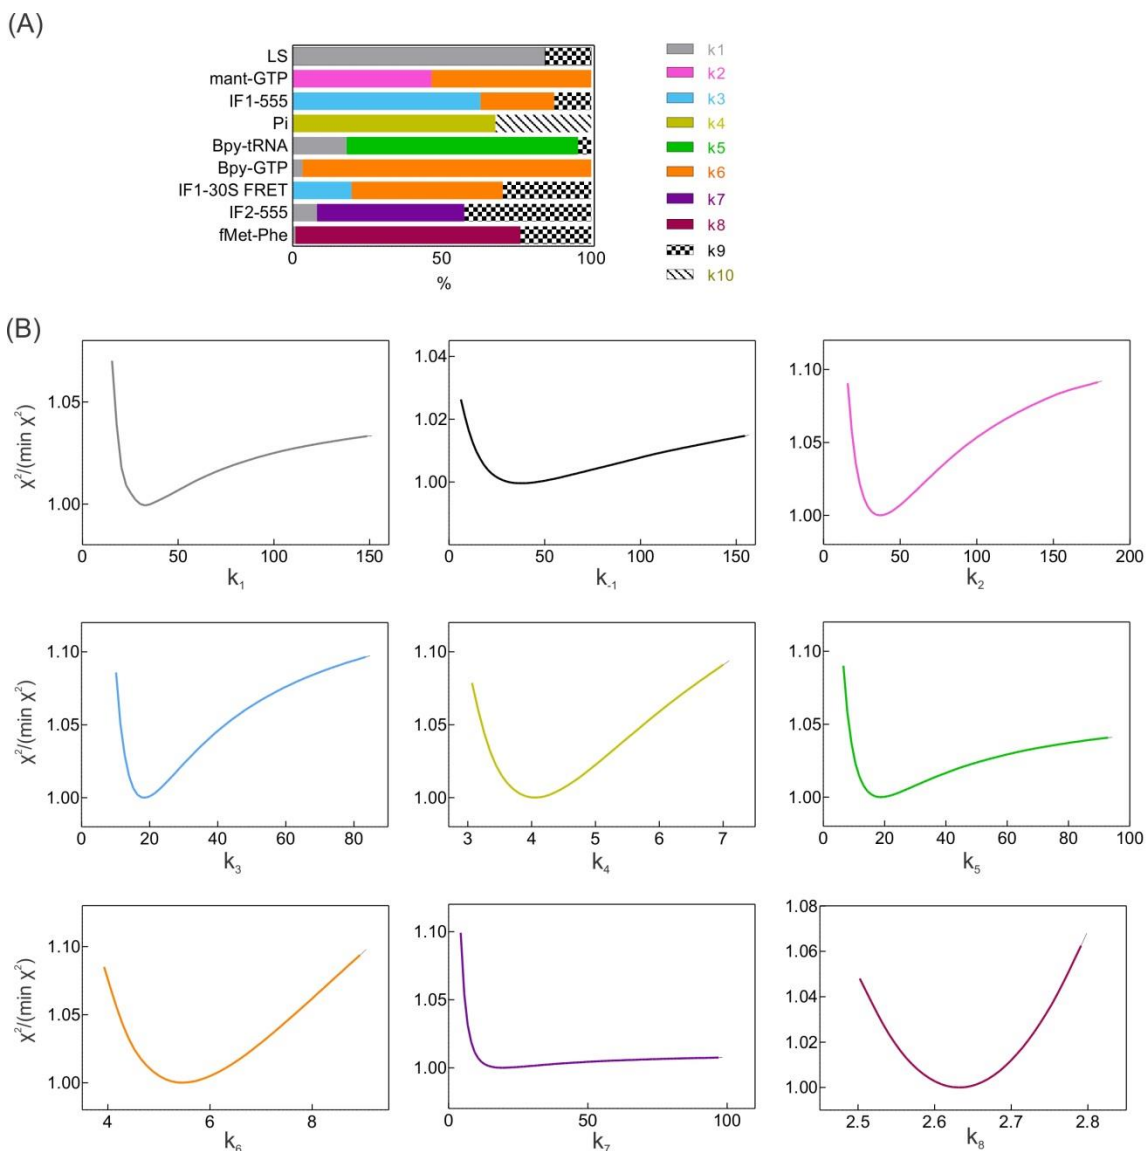 (A)
LS
mant-GTP
IF1-555
Pi
Bpy-tRNA
Bpy-GTP
IF1-30S FRET
IF2-555
fMet-Phe
0 50 100
%
k1
k2
k3
k4
k5
k6
k7
k8
k9
k10
(B)
χ²/(min χ²)
1.05
1.00
0 50 100 150
k₁
1.04
1.02
1.00
0 50 100 150
k₋₁
1.10
1.05
1.00
0 50 100 150 200
k₂
χ²/(min χ²)
1.10
1.05
1.00
0 20 40 60 80
k₃
1.10
1.05
1.00
3 4 5 6 7
k₄
1.10
1.05
1.00
0 20 40 60 80 100
k₅
χ²/(min χ²)
1.10
1.05
1.00
4 6 8
k₆
1.10
1.05
1.00
0 50 100
k₇
1.08
1.06
1.04
1.02
1.00
2.5 2.6 2.7 2.8
k₈